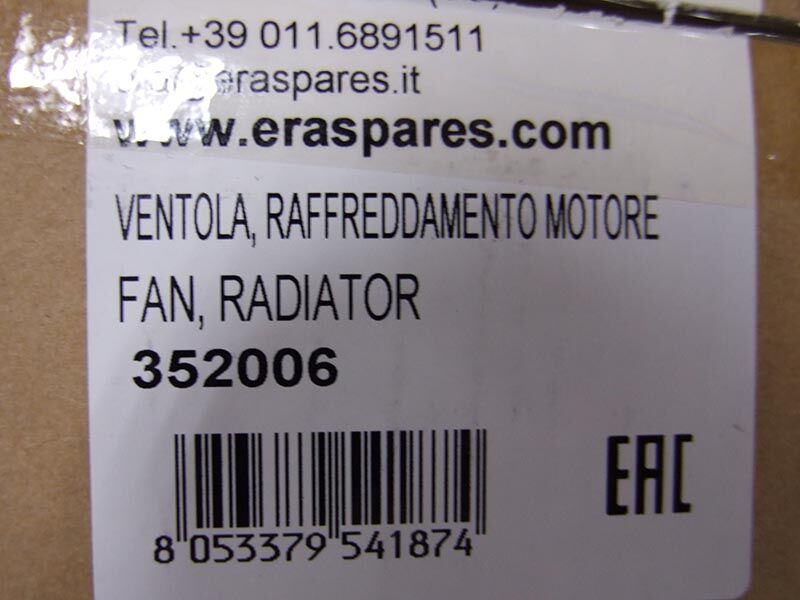 Tel.+39 011.6891511
@eraspares.it
www.eraspares.com
VENTOLA, RAFFREDDAMENTO MOTORE
FAN, RADIATOR
352006
EAC
8 053379 541874